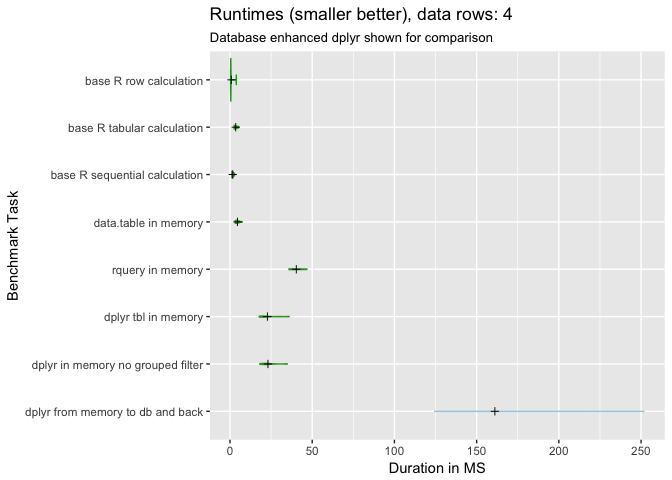 Runtimes (smaller better), data rows: 4
Database enhanced dplyr shown for comparison
Benchmark Task
base R row calculation
base R tabular calculation
base R sequential calculation
data.table in memory
rquery in memory
dplyr tbl in memory
dplyr in memory no grouped filter
dplyr from memory to db and back
0 50 100 150 200 250
Duration in MS